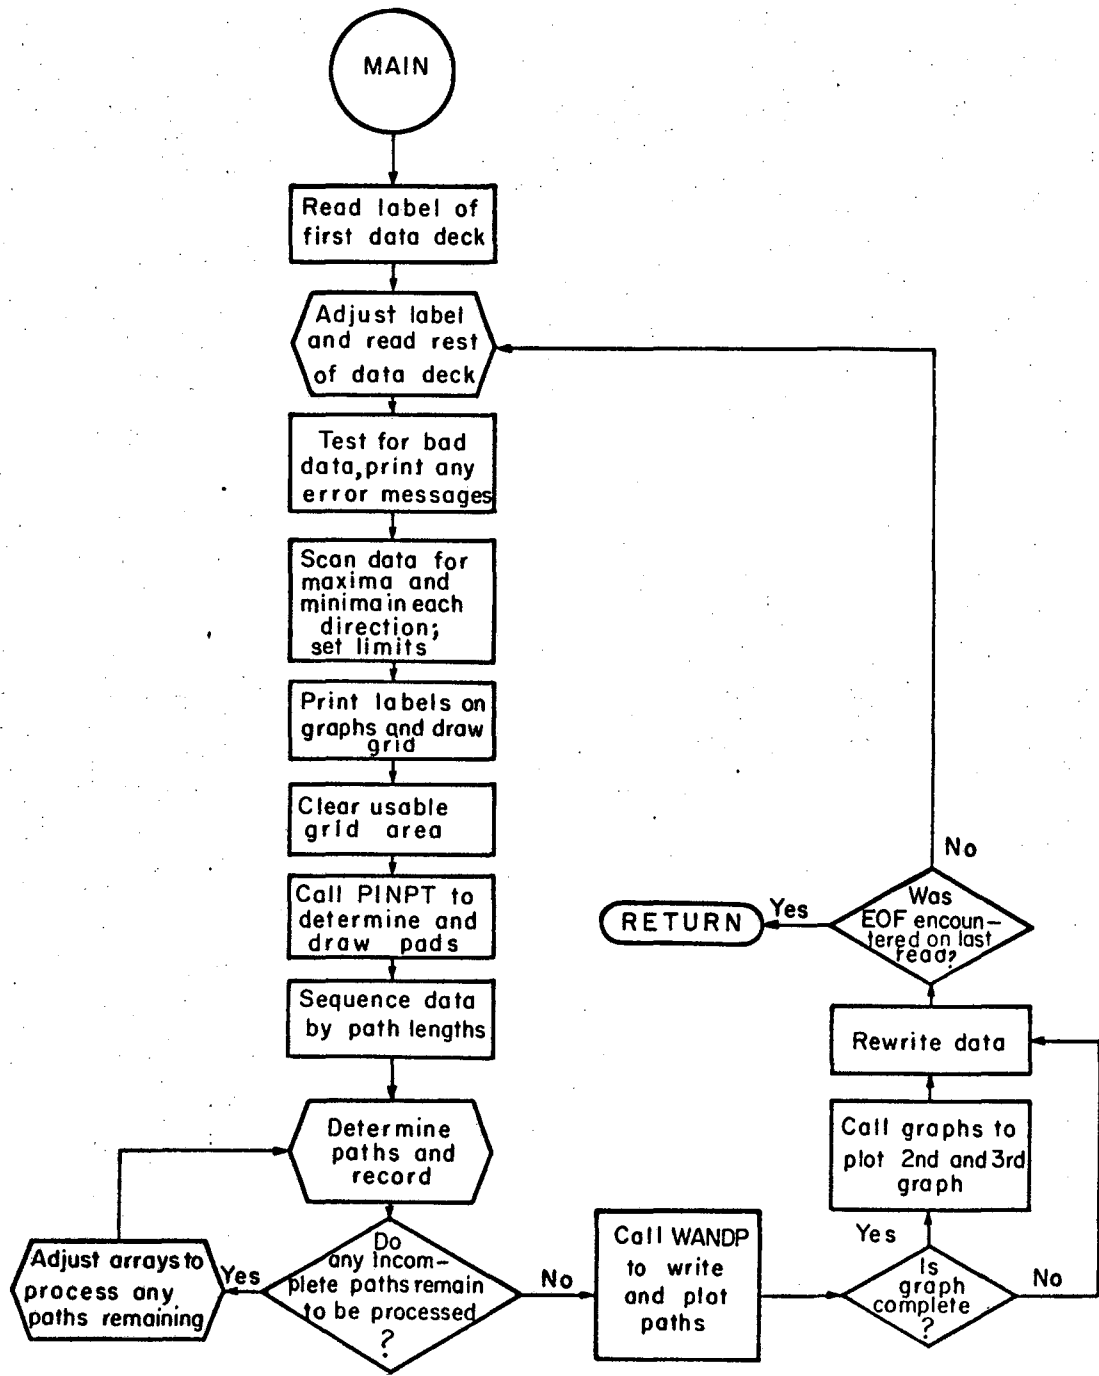 MAIN
Read label of
first data deck
Adjust label
and read rest
of data deck
Test for bad
data, print any
error messages
Scan data for
maxima and
minima in each
direction;
set limits
Print labels on
graphs and draw
grid
Clear usable
grid area
Call PINPT to
determine and
draw pads
Sequence data
by path lengths
Determine
paths and
record
Do
any incom-
plete paths remain
to be processed
?
Yes
Adjust arrays to
process any
paths remaining
No
Call WANDP
to write
and plot
paths
Is
graph
complete
?
Yes
No
Call graphs to
plot 2nd and 3rd
graph
Rewrite data
Was
EOF encoun-
tered on last
read?
No
Yes
RETURN